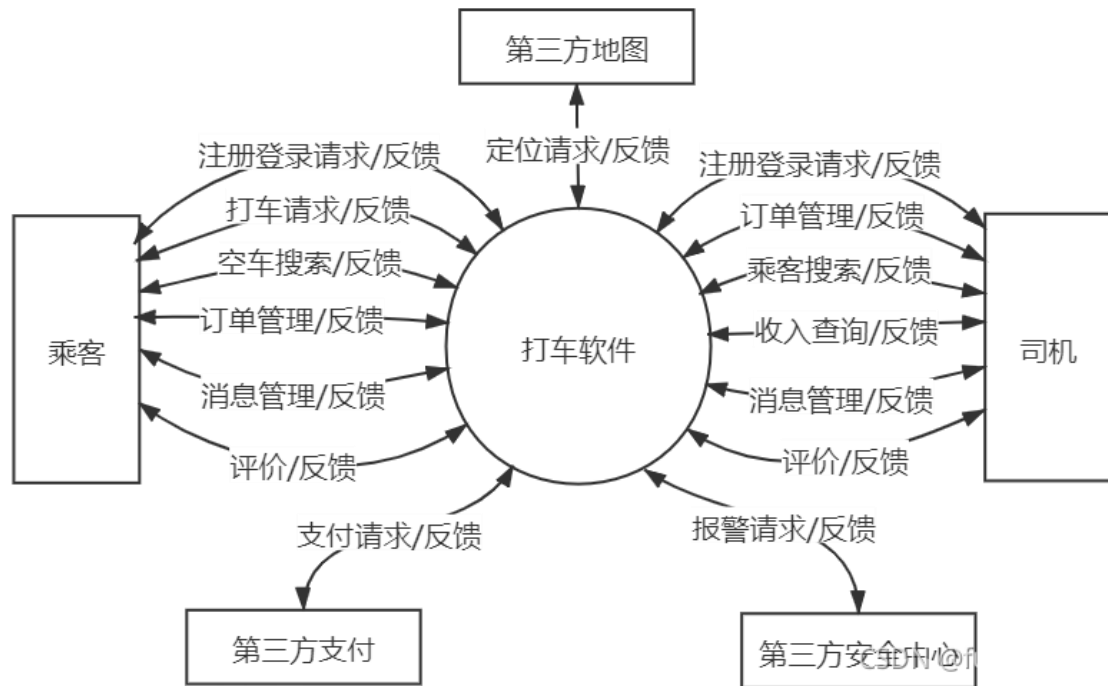 第三方地图
定位请求/反馈
注册登录请求/反馈
打车请求/反馈
空车搜索/反馈
订单管理/反馈
消息管理/反馈
评价/反馈
乘客
打车软件
注册登录请求/反馈
订单管理/反馈
乘客搜索/反馈
收入查询/反馈
消息管理/反馈
评价/反馈
司机
支付请求/反馈
报警请求/反馈
第三方支付
第三方安全中心
CSDN